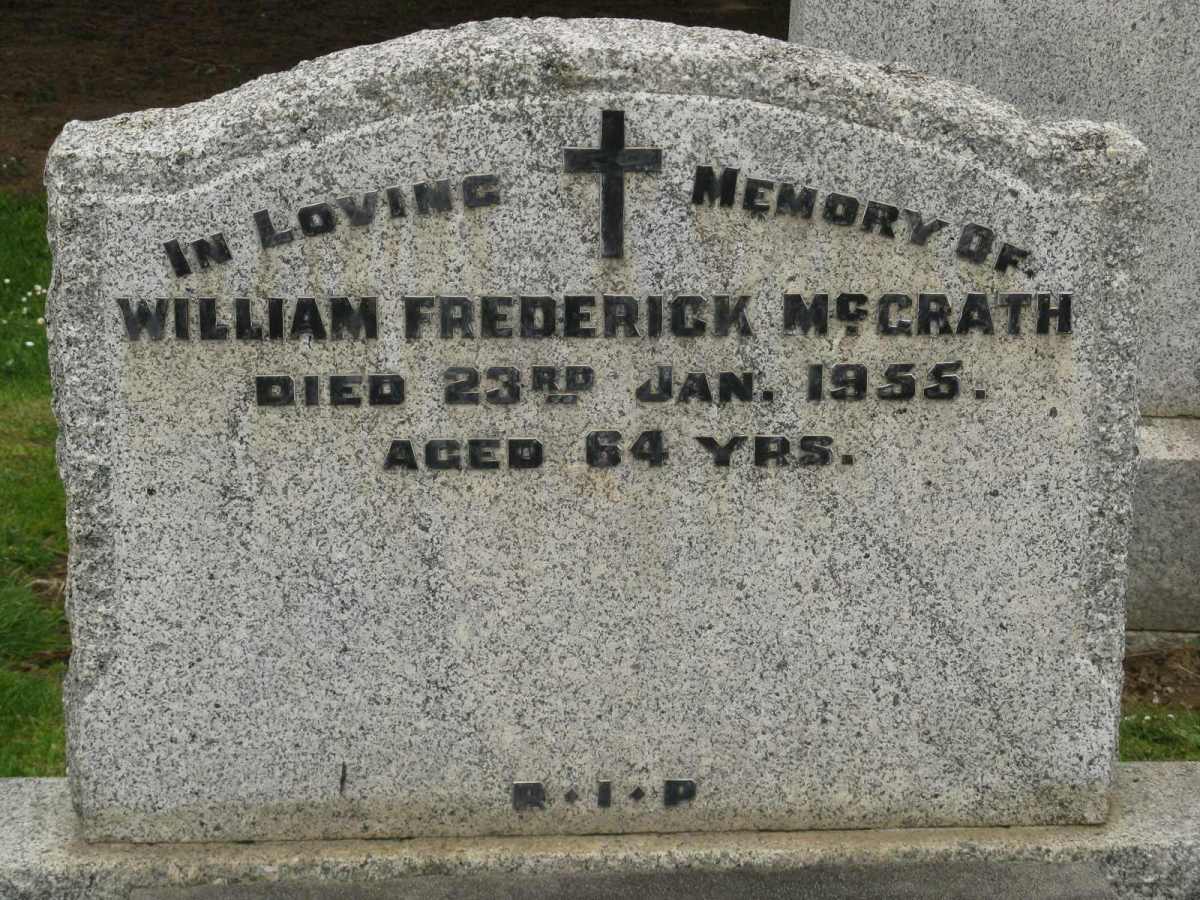 In Loving Memory Of.
WILLIAM FREDERICK McGRATH
DIED 23RD JAN. 1955.
AGED 64 YRS.
R·I·P